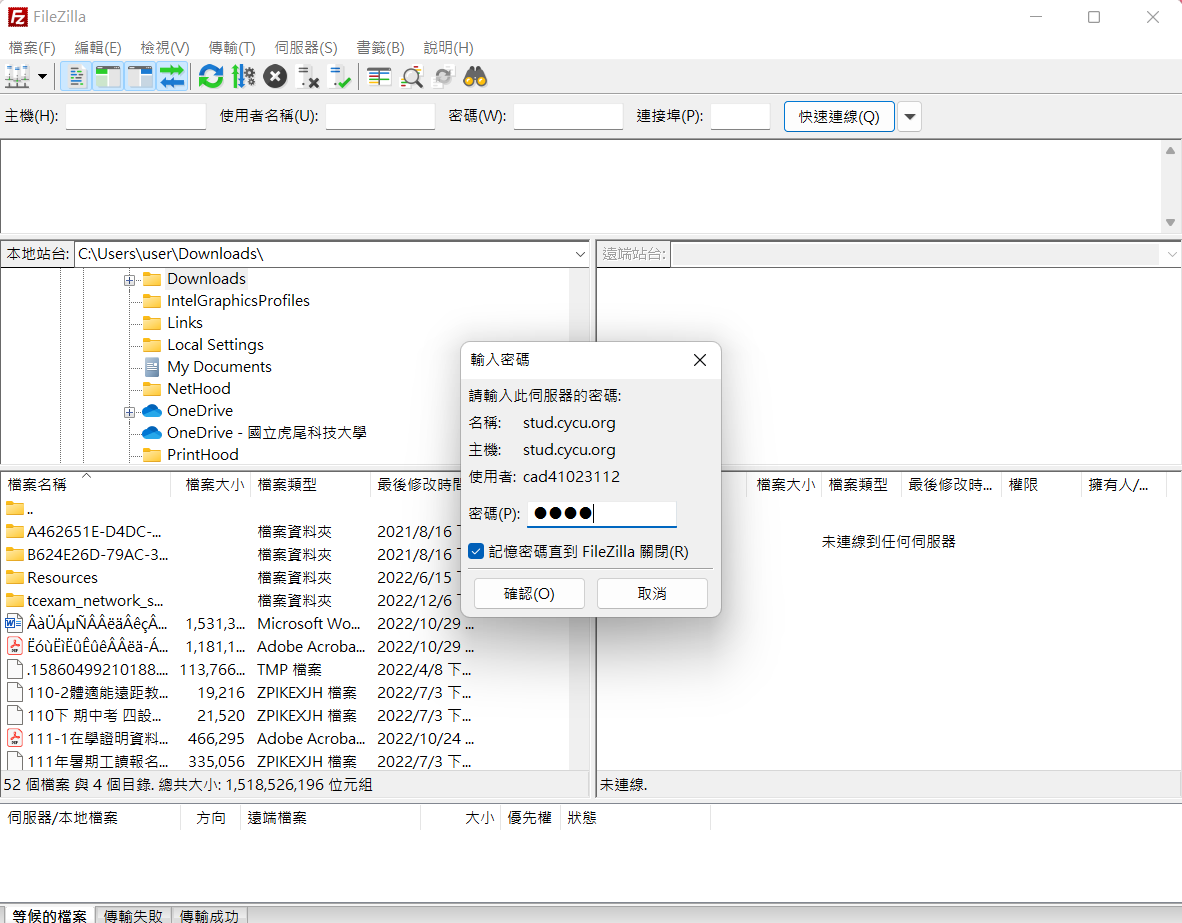 FileZilla
檔案(F) 編輯(E) 檢視(V) 傳輸(T) 伺服器(S) 書籤(B) 說明(H)
主機(H): 使用者名稱(U): 密碼(W): 連接埠(P): 快速連線(Q)
本地站台: C:\Users\user\Downloads\
遠端站台:
Downloads
IntelGraphicsProfiles
Links
Local Settings
My Documents
NetHood
OneDrive
OneDrive - 國立虎尾科技大學
PrintHood
檔案名稱 檔案大小 檔案類型 最後修改時間
..
A462651E-D4DC-... 檔案資料夾 2021/8/16 下
B624E26D-79AC-3... 檔案資料夾 2021/8/16 下
Resources 檔案資料夾 2022/6/15 下
tcexam_network_s... 檔案資料夾 2022/12/6 下
ÂàÜÁµÑÂÂëäÂêçÂ... 1,531,3... Microsoft Wo... 2022/10/29 ...
ËóùËìËûÊûêÂÂëä-Á... 1,181,1... Adobe Acroba... 2022/10/29 ...
.15860499210188.... 113,766... TMP 檔案 2022/4/8 下...
110-2體適能遠距教... 19,216 ZPIKEXJH 檔案 2022/7/3 下...
110下 期中考 四設... 21,520 ZPIKEXJH 檔案 2022/7/3 下...
111-1在學證明資料... 466,295 Adobe Acroba... 2022/10/24 ...
111年暑期工讀報名... 335,056 ZPIKEXJH 檔案 2022/7/3 下...
52 個檔案 與 4 個目錄. 總共大小: 1,518,526,196 位元組
輸入密碼
請輸入此伺服器的密碼:
名稱: stud.cycu.org
主機: stud.cycu.org
使用者: cad41023112
密碼(P): ●●●●
記憶密碼直到 FileZilla 關閉(R)
確認(O) 取消
檔案大小 檔案類型 最後修改時... 權限 擁有人/...
未連線到任何伺服器
未連線.
伺服器/本地檔案 方向 遠端檔案 大小 優先權 狀態
等候的檔案 傳輸失敗 傳輸成功